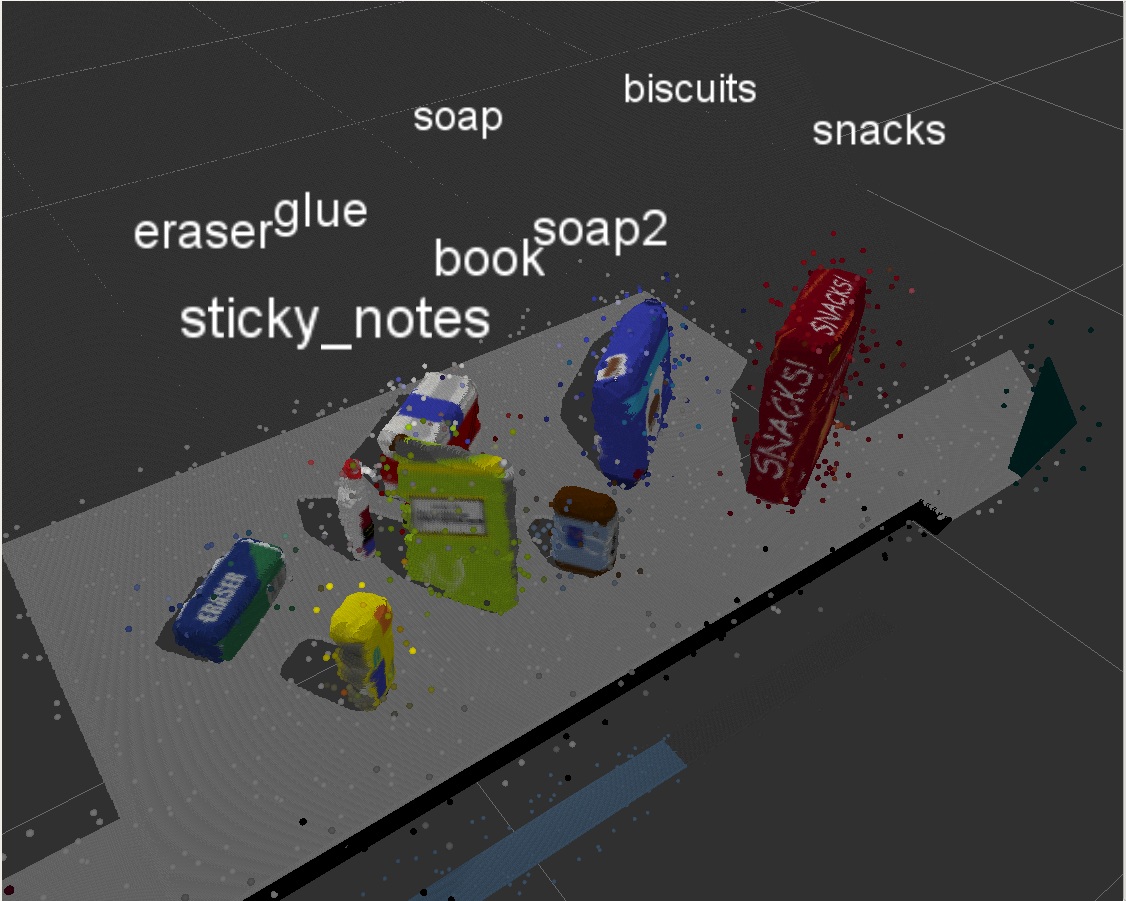 biscuits
soap
snacks
glue
eraser
soap2
book
sticky_notes
SNACKS!
SNACKS!
ERASER